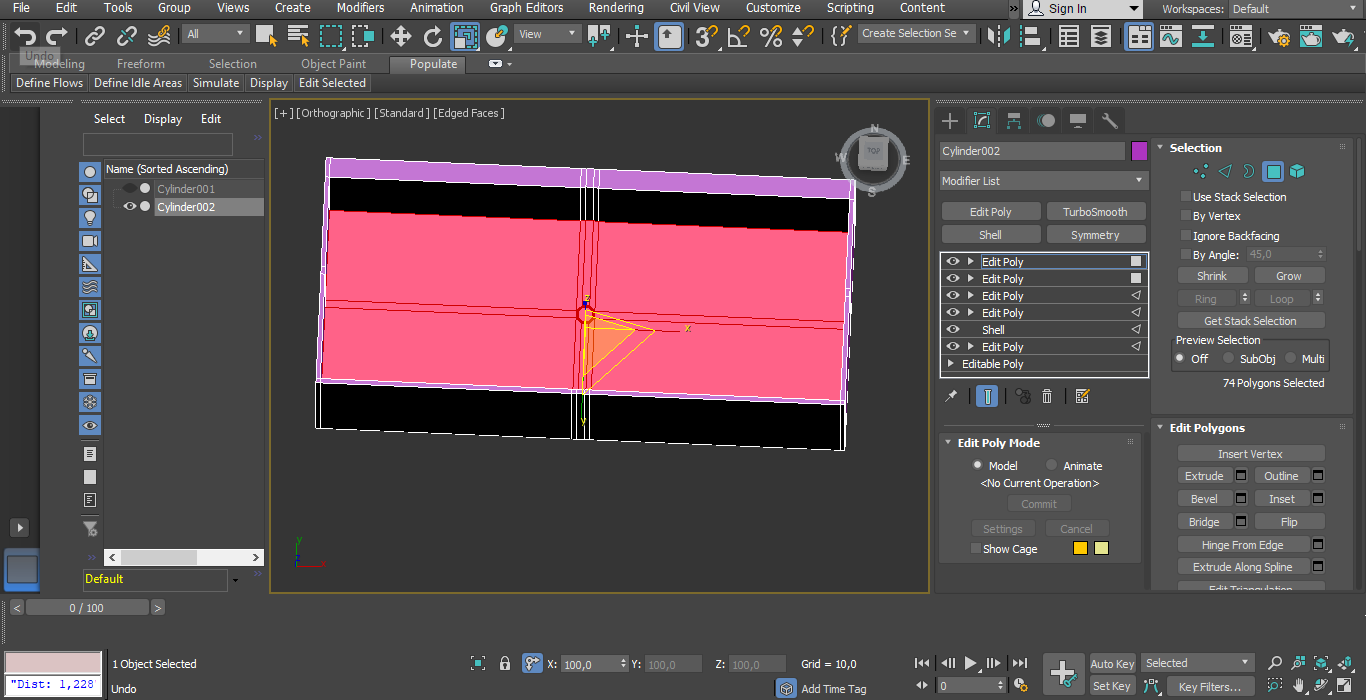 File Edit Tools Group Views Create Modifiers Animation Graph Editors Rendering Civil View Customize Scripting Content » Sign In Workspaces: Default
All View Create Selection Se
Undo
Modeling Freeform Selection Object Paint Populate
Define Flows Define Idle Areas Simulate Display Edit Selected
Select Display Edit
Name (Sorted Ascending)
Cylinder001
Cylinder002
Default
[+] [Orthographic] [Standard] [Edged Faces]
N
W TOP E
S
z
x
y
y
Cylinder002
Modifier List
Edit Poly TurboSmooth
Shell Symmetry
Edit Poly
Edit Poly
Edit Poly
Edit Poly
Shell
Edit Poly
Editable Poly
Edit Poly Mode
Model Animate
<No Current Operation>
Commit
Settings Cancel
Show Cage
Selection
Use Stack Selection
By Vertex
Ignore Backfacing
By Angle: 45,0
Shrink Grow
Ring Loop
Get Stack Selection
Preview Selection
Off SubObj Multi
74 Polygons Selected
Edit Polygons
Insert Vertex
Extrude Outline
Bevel Inset
Bridge Flip
Hinge From Edge
Extrude Along Spline
Edit Triangulation
< 0 / 100 >
"Dist: 1,228
1 Object Selected
Undo
X: 100,0 Y: 100,0 Z: 100,0 Grid = 10,0
Add Time Tag
0
Auto Key Selected
Set Key Key Filters...